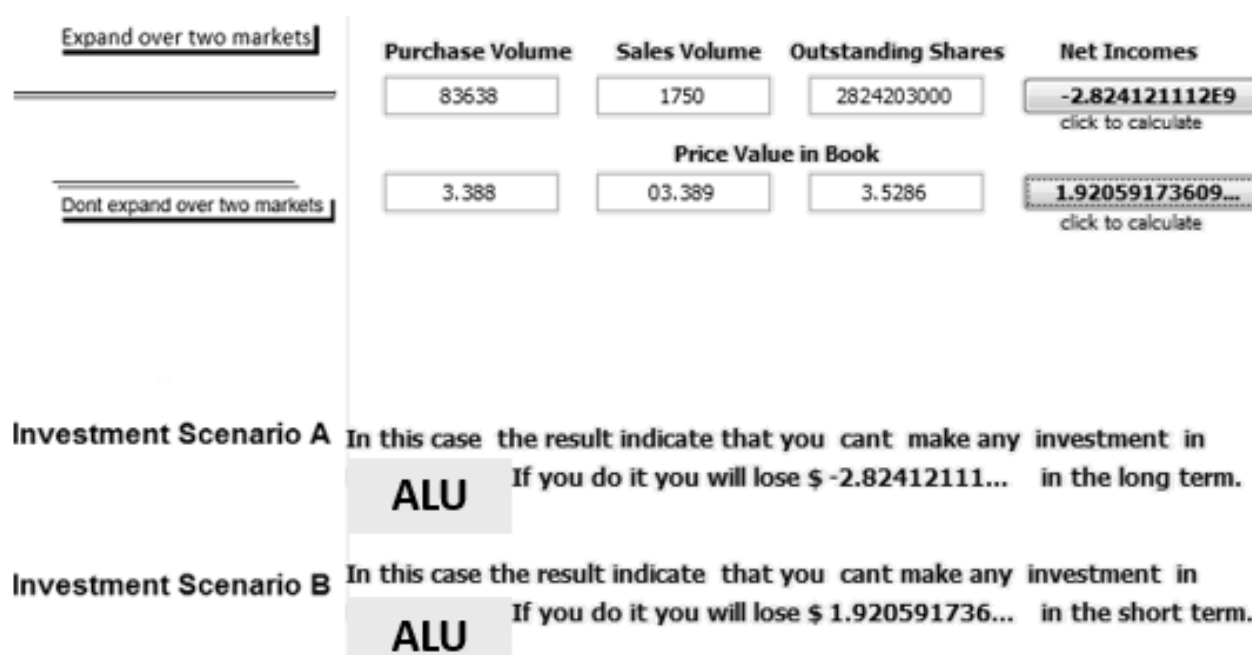 Expand over two markets
Purchase Volume Sales Volume Outstanding Shares Net Incomes
83638 1750 2824203000 -2.824121112E9
click to calculate
Price Value in Book
3.388 03.389 3.5286 1.92059173609...
Dont expand over two markets
click to calculate
Investment Scenario A In this case the result indicate that you cant make any investment in
ALU If you do it you will lose $ -2.82412111... in the long term.
Investment Scenario B In this case the result indicate that you cant make any investment in
ALU If you do it you will lose $ 1.920591736... in the short term.